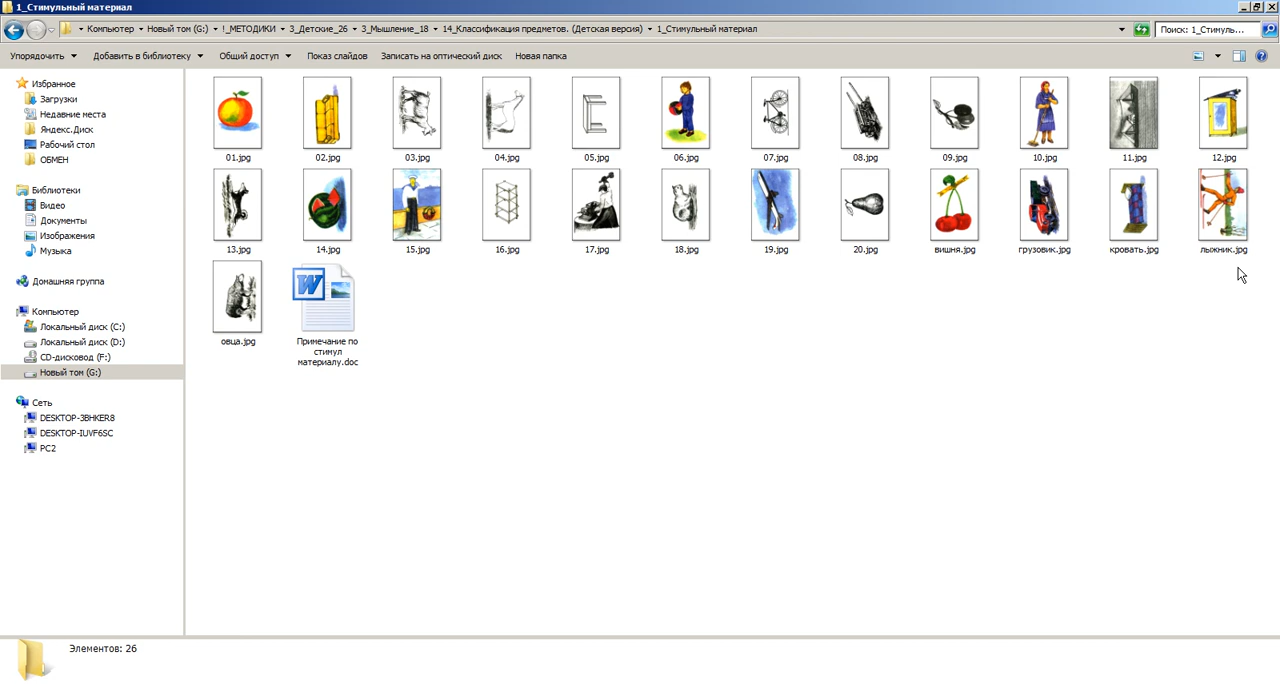 1_Стимульный материал
Компьютер Новый том (G:) !_МЕТОДИКИ 3_Детские_26 3_Мышление_18 14_Классификация предметов. (Детская версия) 1_Стимульный материал
Поиск: 1_Стимуль...
Упорядочить Добавить в библиотеку Общий доступ Показ слайдов Записать на оптический диск Новая папка
Избранное
Загрузки
Недавние места
Яндекс.Диск
Рабочий стол
ОБМЕН
Библиотеки
Видео
Документы
Изображения
Музыка
Домашняя группа
Компьютер
Локальный диск (C:)
Локальный диск (D:)
CD-дисковод (F:)
Новый том (G:)
Сеть
DESKTOP-3BHKER8
DESKTOP-IUVF6SC
PC2
01.jpg 02.jpg 03.jpg 04.jpg 05.jpg 06.jpg 07.jpg 08.jpg 09.jpg 10.jpg 11.jpg 12.jpg
13.jpg 14.jpg 15.jpg 16.jpg 17.jpg 18.jpg 19.jpg 20.jpg вишня.jpg грузовик.jpg кровать.jpg лыжник.jpg
овца.jpg
Примечание по
стимул
материалу.doc
Элементов: 26